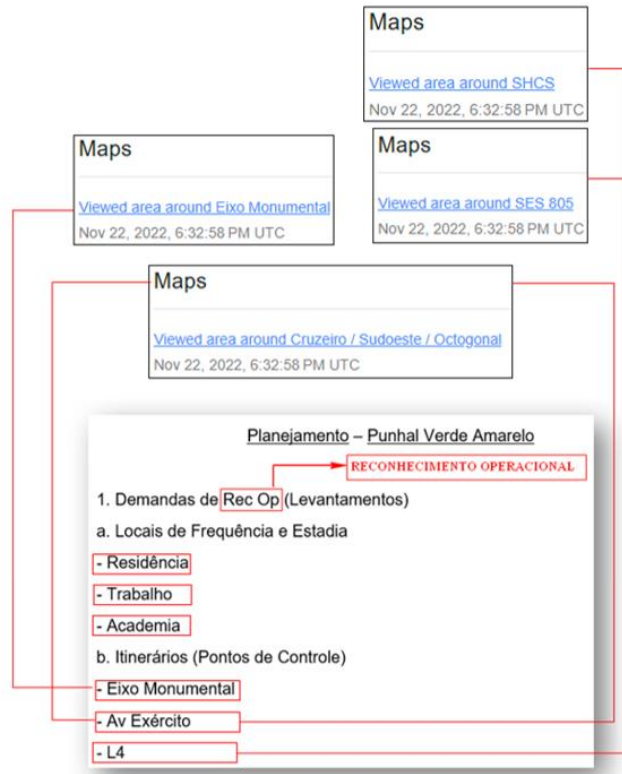 Maps
Viewed area around SHCS
Nov 22, 2022, 6:32:58 PM UTC
Maps
Viewed area around Eixo Monumental
Nov 22, 2022, 6:32:58 PM UTC
Maps
Viewed area around SES 805
Nov 22, 2022, 6:32:58 PM UTC
Maps
Viewed area around Cruzeiro / Sudoeste / Octogonal
Nov 22, 2022, 6:32:58 PM UTC
Planejamento – Punhal Verde Amarelo
RECONHECIMENTO OPERACIONAL
1. Demandas de Rec Op (Levantamentos)
a. Locais de Frequência e Estadia
- Residência
- Trabalho
- Academia
b. Itinerários (Pontos de Controle)
- Eixo Monumental
- Av Exército
- L4